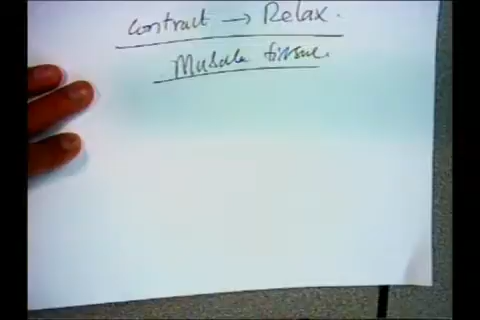 contract → Relax.
Muscle tissue.